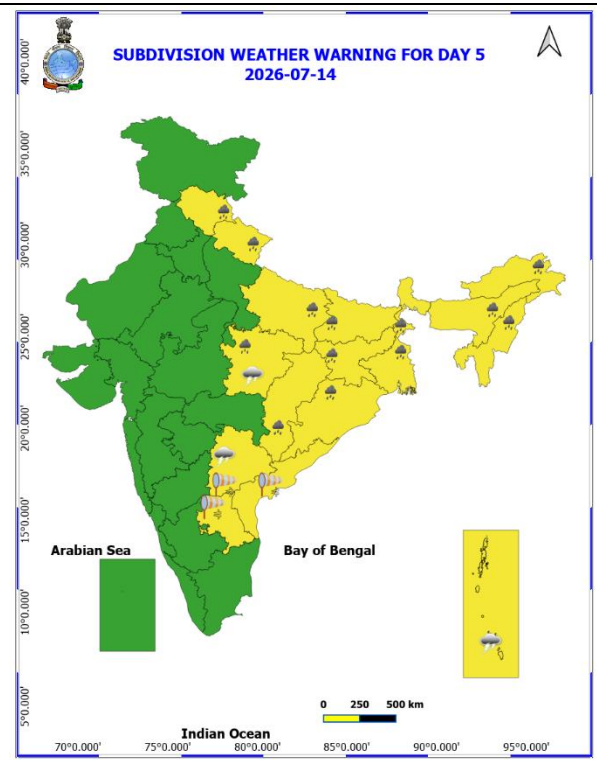 SUBDIVISION WEATHER WARNING FOR DAY 5
2026-07-14
40°0.000'
35°0.000'
30°0.000'
25°0.000'
20°0.000'
15°0.000'
10°0.000'
5°0.000'
Arabian Sea
Bay of Bengal
0 250 500 km
Indian Ocean
70°0.000' 75°0.000' 80°0.000' 85°0.000' 90°0.000' 95°0.000'